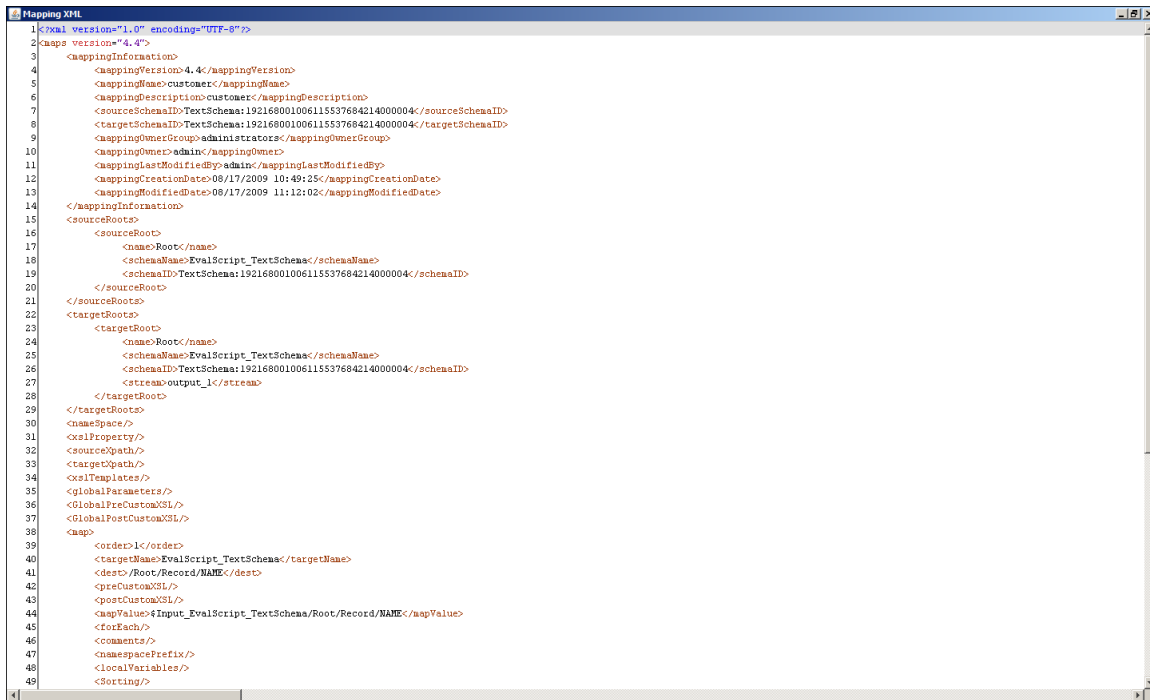 Mapping XML
1 <?xml version="1.0" encoding="UTF-8"?>
2 <maps version="4.4">
3 <mappingInformation>
4 <mappingVersion>4.4</mappingVersion>
5 <mappingName>customer</mappingName>
6 <mappingDescription>customer</mappingDescription>
7 <sourceSchemaID>TextSchema:192168001006115537684214000004</sourceSchemaID>
8 <targetSchemaID>TextSchema:192168001006115537684214000004</targetSchemaID>
9 <mappingOwnerGroup>administrators</mappingOwnerGroup>
10 <mappingOwner>admin</mappingOwner>
11 <mappingLastModifiedBy>admin</mappingLastModifiedBy>
12 <mappingCreationDate>08/17/2009 10:49:25</mappingCreationDate>
13 <mappingModifiedDate>08/17/2009 11:12:02</mappingModifiedDate>
14 </mappingInformation>
15 <sourceRoots>
16 <sourceRoot>
17 <name>Root</name>
18 <schemaName>EvalScript_TextSchema</schemaName>
19 <schemaID>TextSchema:192168001006115537684214000004</schemaID>
20 </sourceRoot>
21 </sourceRoots>
22 <targetRoots>
23 <targetRoot>
24 <name>Root</name>
25 <schemaName>EvalScript_TextSchema</schemaName>
26 <schemaID>TextSchema:192168001006115537684214000004</schemaID>
27 <stream>output_1</stream>
28 </targetRoot>
29 </targetRoots>
30 <nameSpace/>
31 <xslProperty/>
32 <sourceXpath/>
33 <targetXpath/>
34 <xslTemplates/>
35 <globalParameters/>
36 <GlobalPreCustomXSL/>
37 <GlobalPostCustomXSL/>
38 <map>
39 <order>1</order>
40 <targetName>EvalScript_TextSchema</targetName>
41 <dest>/Root/Record/NAME</dest>
42 <preCustomXSL/>
43 <postCustomXSL/>
44 <mapValue>$Input_EvalScript_TextSchema/Root/Record/NAME</mapValue>
45 <forEach/>
46 <comments/>
47 <namespacePrefix/>
48 <localVariables/>
49 <Sorting/>